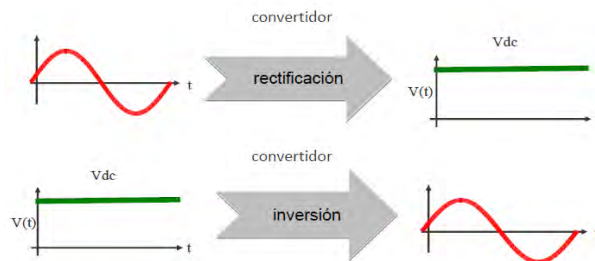 convertidor
Vdc
rectificación
t
V(t)
t
convertidor
Vdc
V(t)
inversión
t